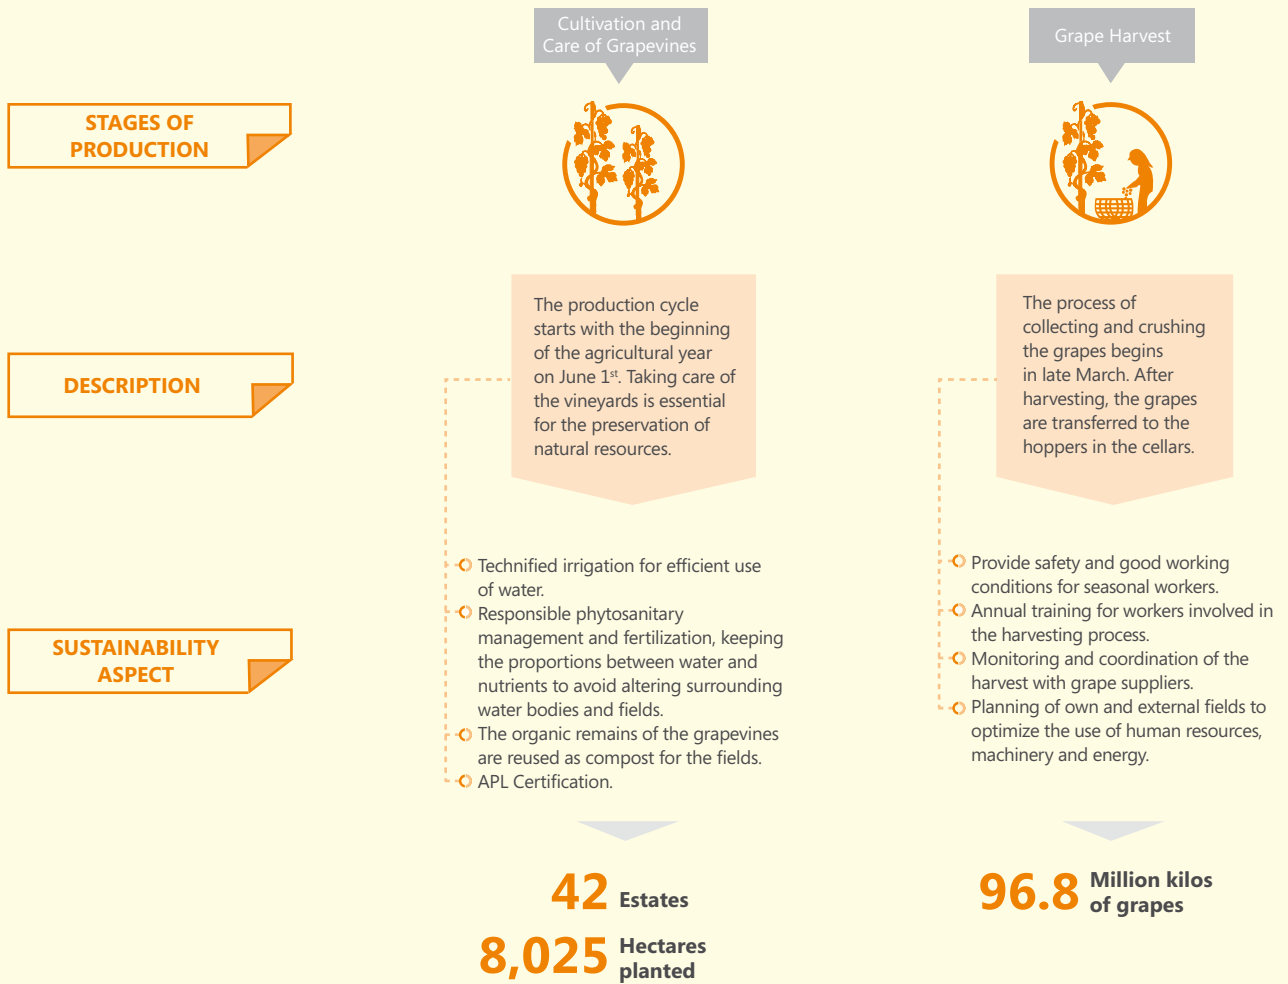 Cultivation and
Care of Grapevines
Grape Harvest
STAGES OF
PRODUCTION
DESCRIPTION
The production cycle
starts with the beginning
of the agricultural year
on June 1st. Taking care of
the vineyards is essential
for the preservation of
natural resources.
The process of
collecting and crushing
the grapes begins
in late March. After
harvesting, the grapes
are transferred to the
hoppers in the cellars.
SUSTAINABILITY
ASPECT
Technified irrigation for efficient use
of water.
Responsible phytosanitary
management and fertilization, keeping
the proportions between water and
nutrients to avoid altering surrounding
water bodies and fields.
The organic remains of the grapevines
are reused as compost for the fields.
APL Certification.
Provide safety and good working
conditions for seasonal workers.
Annual training for workers involved in
the harvesting process.
Monitoring and coordination of the
harvest with grape suppliers.
Planning of own and external fields to
optimize the use of human resources,
machinery and energy.
42 Estates
8,025 Hectares
planted
96.8 Million kilos
of grapes